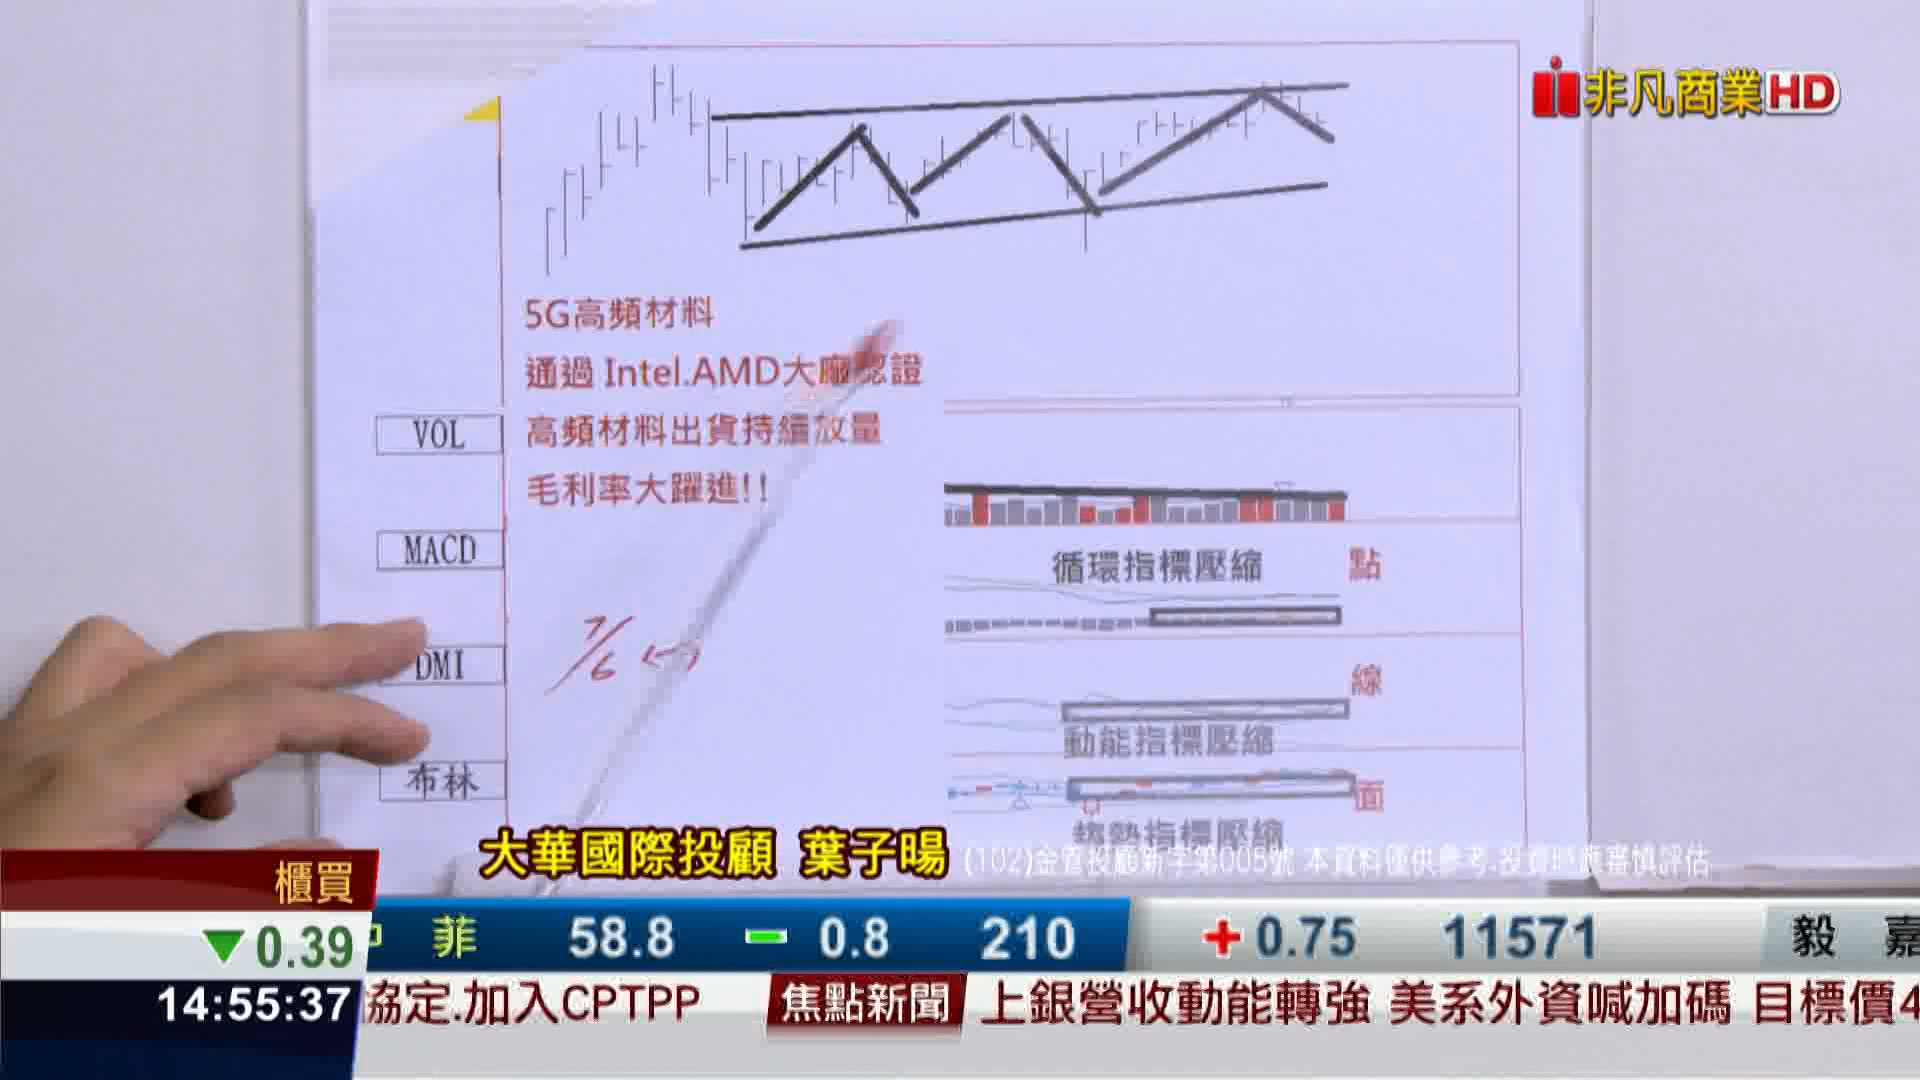 非凡商業HD
5G高頻材料
通過 Intel.AMD大廠認證
高頻材料出貨持續放量
毛利率大躍進!!
VOL
MACD
DMI
布林
7/6
循環指標壓縮
點
線
動能指標壓縮
面
趨勢指標壓縮
大華國際投顧 葉子暘
(102)金管投顧新字第005號 本資料僅供參考.投資時應審慎評估
櫃買
▼0.39
菲 58.8 - 0.8 210
+0.75 11571 毅 嘉
14:55:37
協定.加入CPTPP 焦點新聞 上銀營收動能轉強 美系外資喊加碼 目標價4